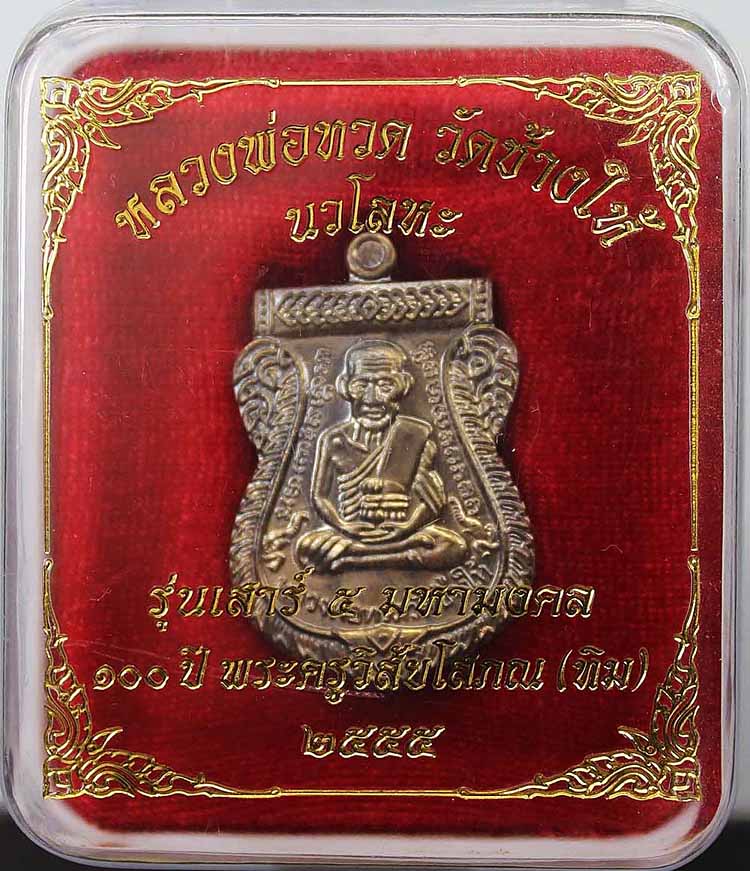 หลวงพ่อทวด วัดช้างให้
นวโลหะ
รุ่นเสาร์ ๕ มหามงคล
๑๐๐ ปี พระครูวิสัยโสภณ (ทิม)
๒๕๕๕